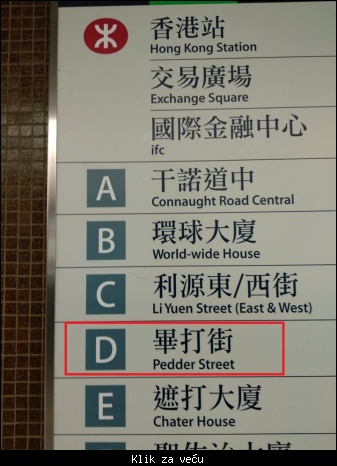 香港站
Hong Kong Station
交易廣場
Exchange Square
國際金融中心
ifc
A
干諾道中
Connaught Road Central
B
環球大廈
World-wide House
C
利源東/西街
Li Yuen Street (East & West)
D
畢打街
Pedder Street
E
遮打大廈
Chater House
Klik za veću